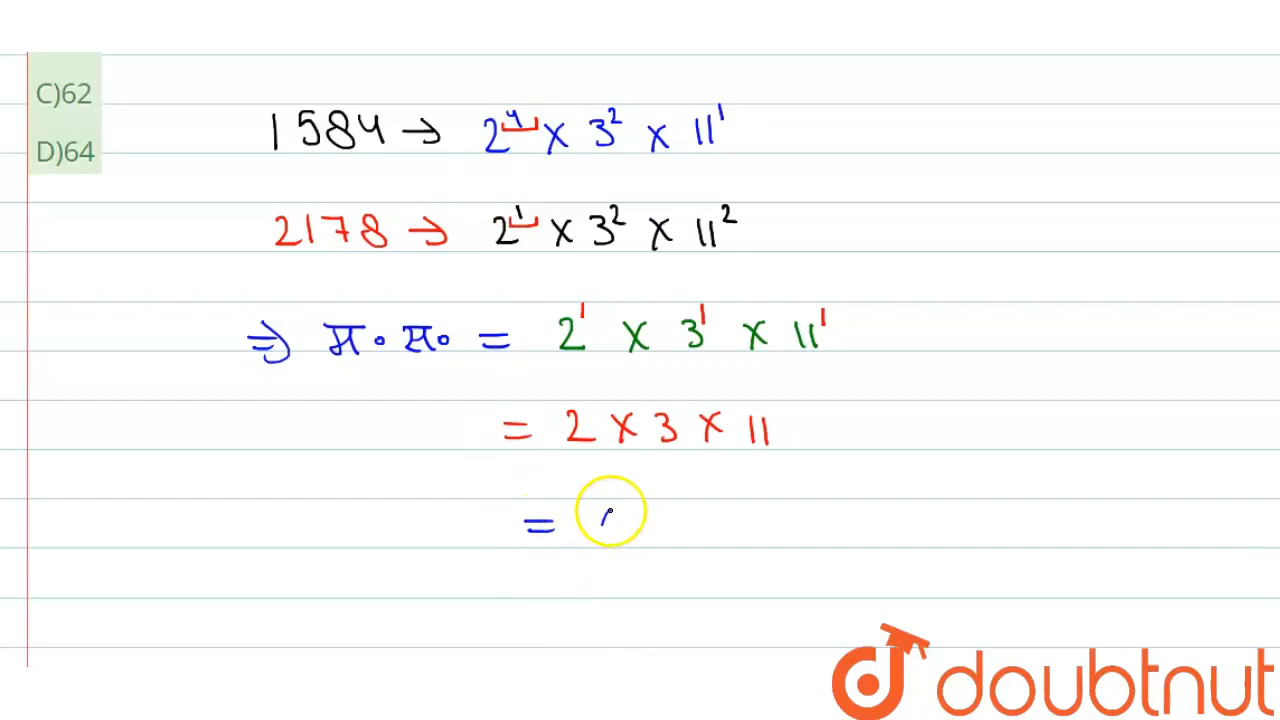 C)62
D)64
1584 → 2⁴ × 3² × 11¹
2178 → 2¹ × 3² × 11²
⇒ म॰ स॰ = 2¹ × 3¹ × 11¹
= 2 × 3 × 11
=
doubtnut